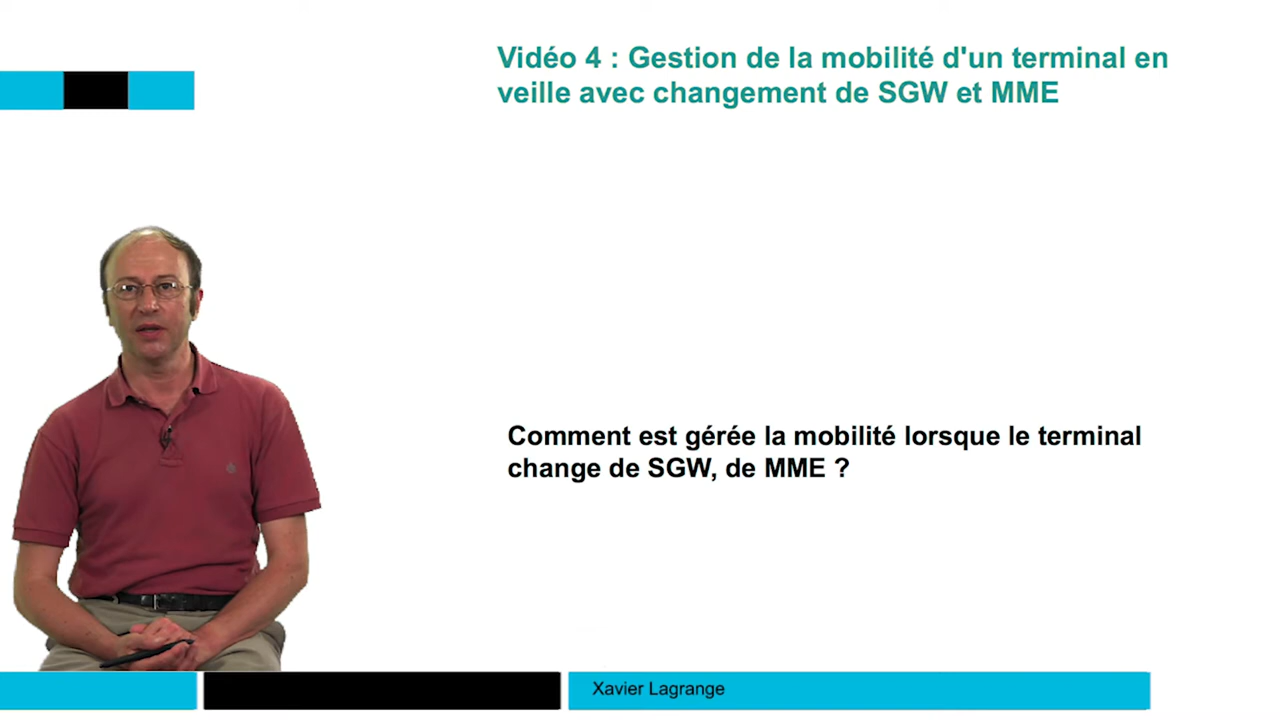 Vidéo 4 : Gestion de la mobilité d'un terminal en
veille avec changement de SGW et MME
Comment est gérée la mobilité lorsque le terminal
change de SGW, de MME ?
Xavier Lagrange